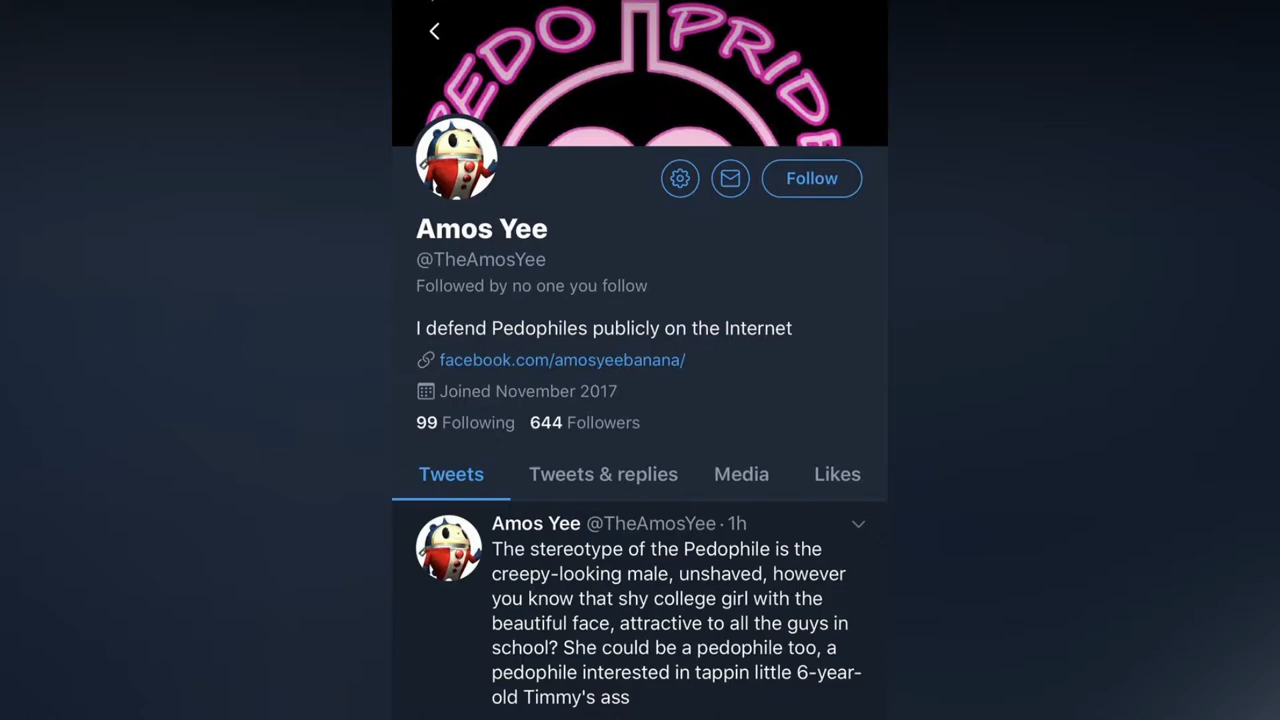 PEDO PRIDE
Amos Yee
@TheAmosYee
Followed by no one you follow
Follow
I defend Pedophiles publicly on the Internet
facebook.com/amosyeebanana/
Joined November 2017
99 Following 644 Followers
Tweets Tweets & replies Media Likes
Amos Yee @TheAmosYee · 1h
The stereotype of the Pedophile is the
creepy-looking male, unshaved, however
you know that shy college girl with the
beautiful face, attractive to all the guys in
school? She could be a pedophile too, a
pedophile interested in tappin little 6-year-
old Timmy's ass